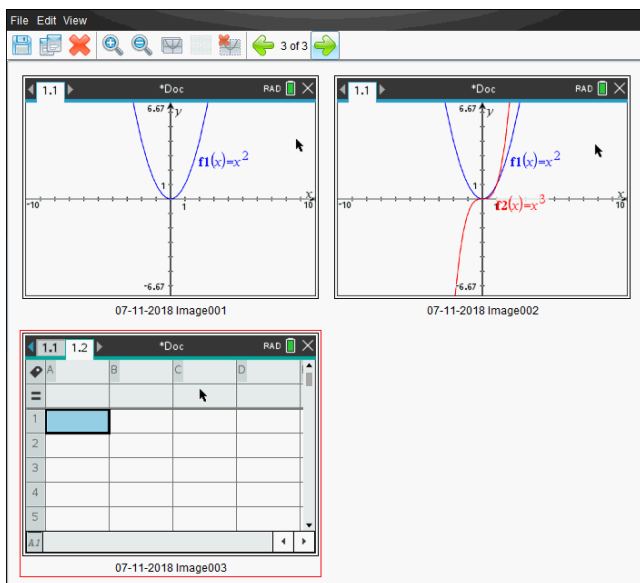 File Edit View
3 of 3
1.1 *Doc RAD
6.67 y
f1(x)=x²
1
-10 1 10 x
-6.67
07-11-2018 Image001
1.1 *Doc RAD
6.67 y
f1(x)=x²
1
-10 1 10 x
f2(x)=x³
-6.67
07-11-2018 Image002
1.1 1.2 *Doc RAD
A B C D
=
1
2
3
4
5
A1
07-11-2018 Image003